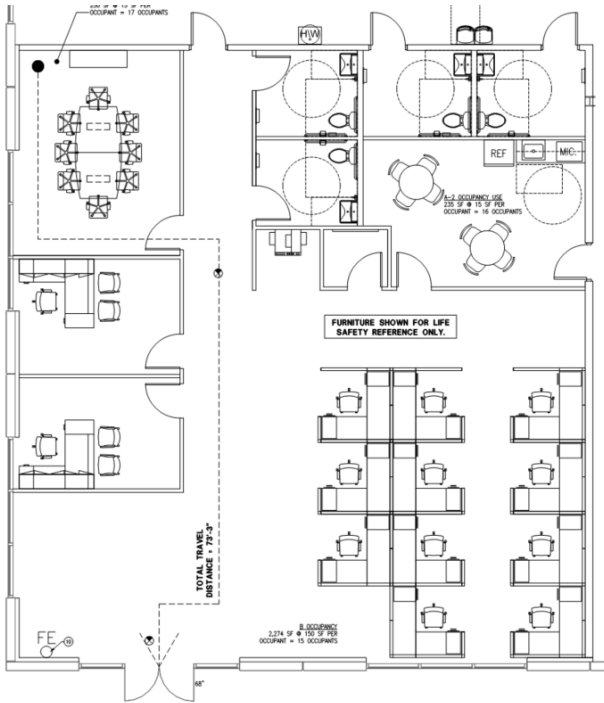 OCCUPANT = 17 OCCUPANTS
H\W
REF
MIC.
A-2 OCCUPANCY USE
235 SF @ 15 SF PER
OCCUPANT = 16 OCCUPANTS
FURNITURE SHOWN FOR LIFE
SAFETY REFERENCE ONLY.
TOTAL TRAVEL
DISTANCE = 73'-3"
B OCCUPANCY
2,274 SF @ 150 SF PER
OCCUPANT = 15 OCCUPANTS
FE
68"